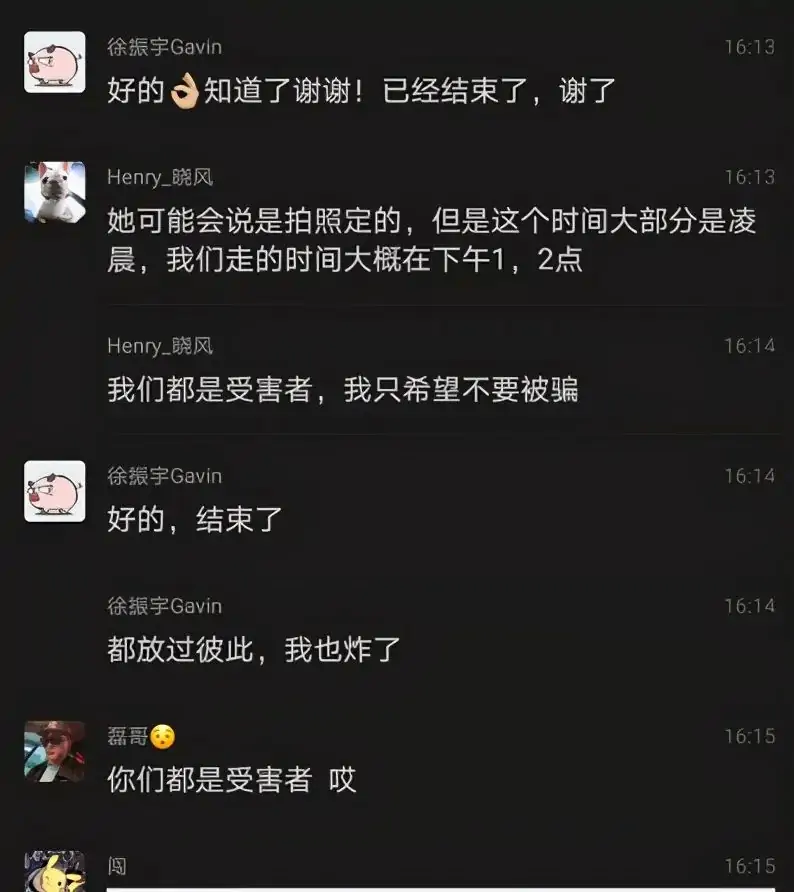 徐振宇Gavin 16:13
好的👌🏼知道了谢谢！已经结束了，谢了
Henry_晓风 16:13
她可能会说是拍照定的，但是这个时间大部分是凌
晨，我们走的时间大概在下午1，2点
Henry_晓风 16:14
我们都是受害者，我只希望不要被骗
徐振宇Gavin 16:14
好的，结束了
徐振宇Gavin 16:14
都放过彼此，我也炸了
磊哥😯 16:15
你们都是受害者 哎
闯 16:15